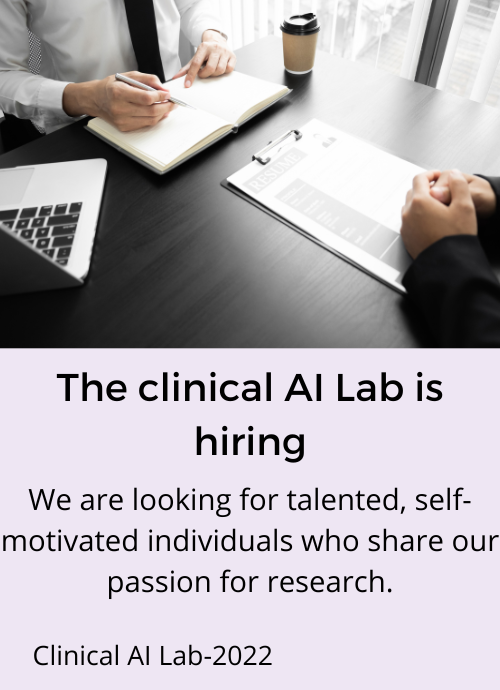 RESUME
The clinical AI Lab is
hiring
We are looking for talented, self-
motivated individuals who share our
passion for research.
Clinical AI Lab-2022